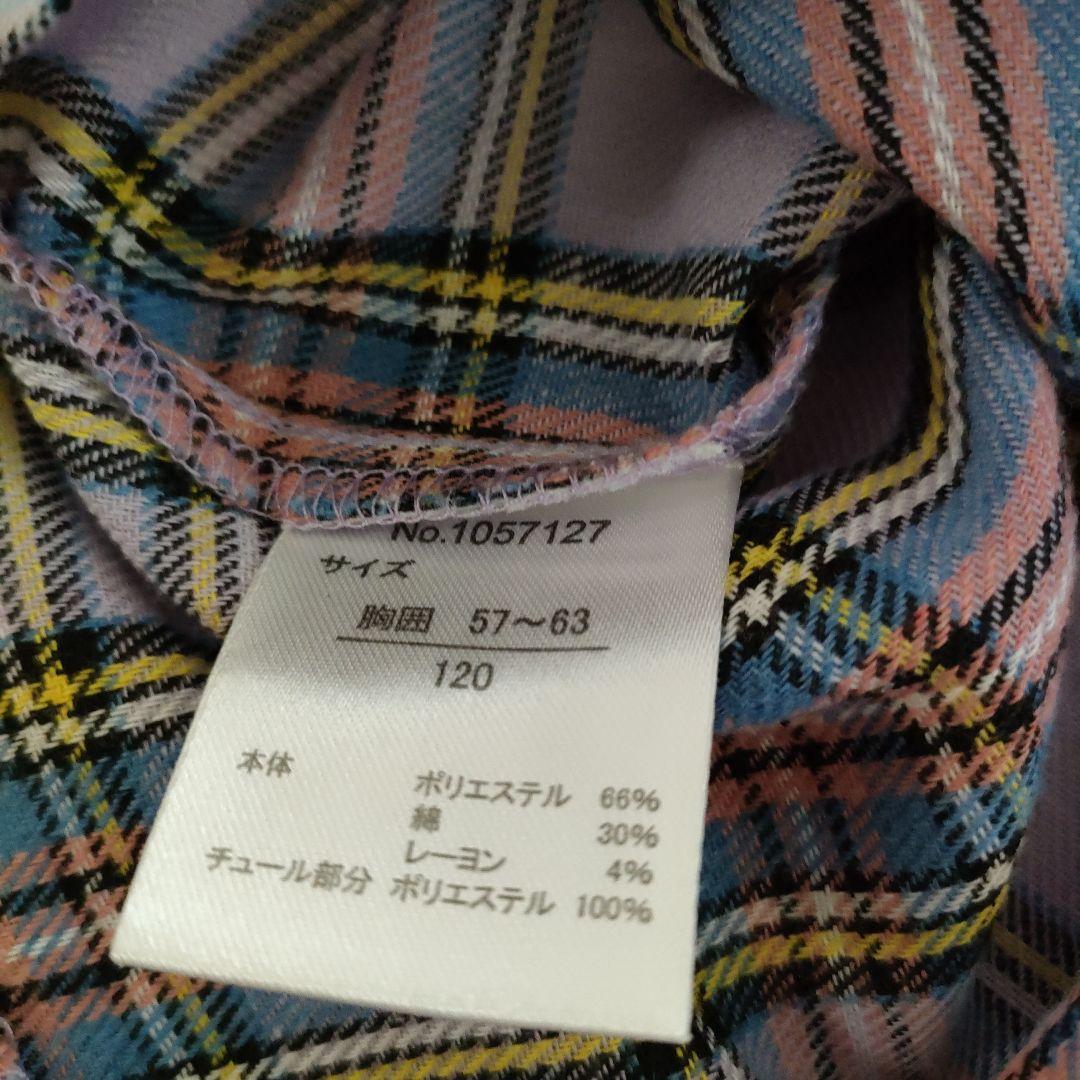 No.1057127
サイズ
胸囲 57～63
120
本体 ポリエステル 66%
綿 30%
レーヨン 4%
チュール部分 ポリエステル 100%